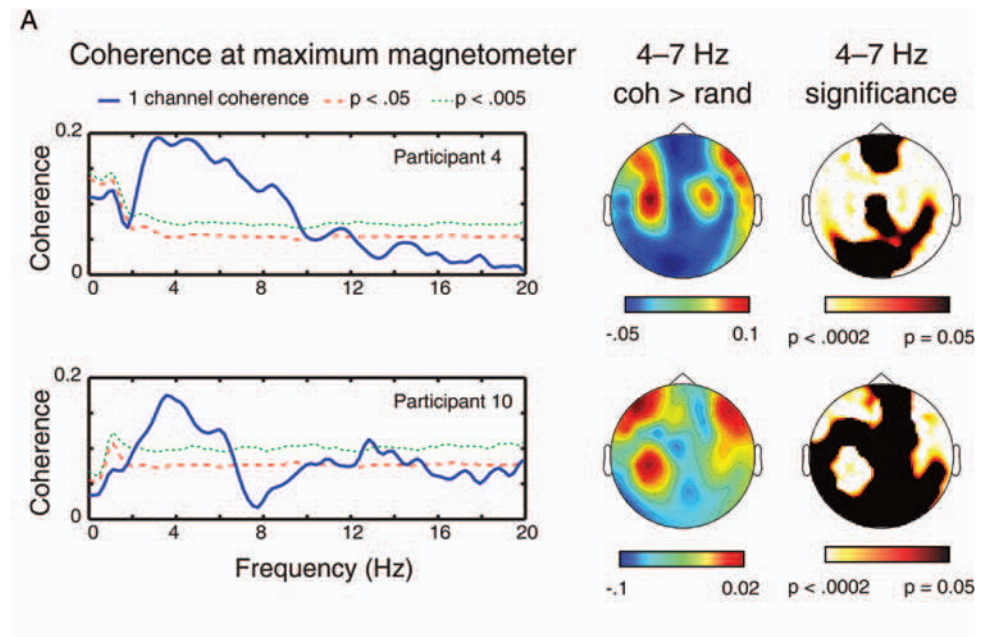 A
Coherence at maximum magnetometer
4–7 Hz
coh > rand
4–7 Hz
significance
1 channel coherence
p < .05
p < .005
Participant 4
Coherence
0.2
0
0 4 8 12 16 20
-.05 0.1
p < .0002 p = 0.05
Participant 10
Coherence
0.2
0
0 4 8 12 16 20
Frequency (Hz)
-.1 0.02
p < .0002 p = 0.05